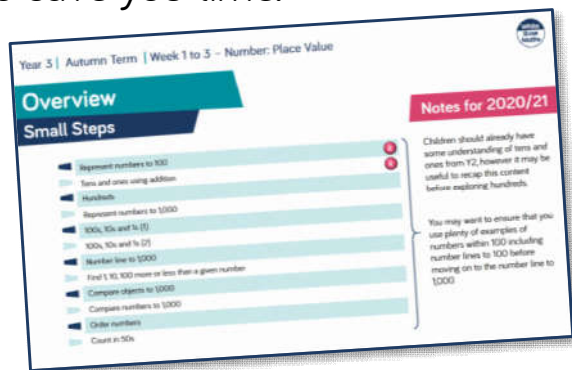 Year 3 | Autumn Term | Week 1 to 3 – Number: Place Value
Overview
Small Steps
Represent numbers to 100
Tens and ones using addition
Hundreds
Represent numbers to 1,000
100s, 10s and 1s (1)
100s, 10s and 1s (2)
Number line to 1,000
Find 1, 10, 100 more or less than a given number
Compare objects to 1,000
Compare numbers to 1,000
Order numbers
Count in 50s
Notes for 2020/21
Children should already have
some understanding of tens and
ones from Y2, however it may be
useful to recap this content
before exploring hundreds.
You may want to ensure that you
use plenty of examples of
numbers within 100 including
number lines to 100 before
moving on to the number line to
1,000